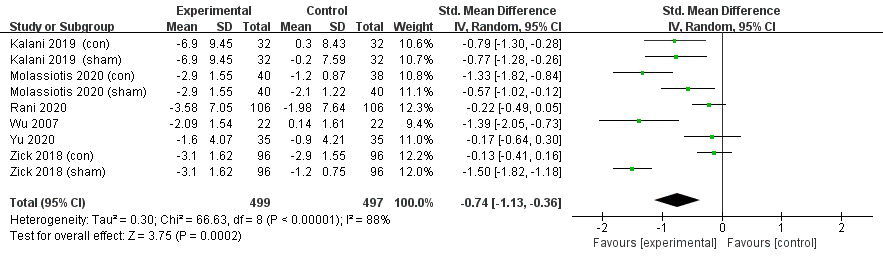 Experimental Control Std. Mean Difference Std. Mean Difference
Study or Subgroup Mean SD Total Mean SD Total Weight IV, Random, 95% CI IV, Random, 95% CI
Kalani 2019 (con) -6.9 9.45 32 0.3 8.43 32 10.6% -0.79 [-1.30, -0.28]
Kalani 2019 (sham) -6.9 9.45 32 -0.2 7.59 32 10.6% -0.77 [-1.28, -0.26]
Molassiotis 2020 (con) -2.9 1.555 40 -1.2 0.87 38 10.7% -1.33 [-1.82, -0.84]
Molassiotis 2020 (sham) -2.9 1.555 40 -2.1 1.22 40 11.0% -0.57 [-1.02, -0.12]
Rani 2020 -3.58 7.05 106 -1.98 7.64 106 12.3% -0.22 [-0.49, 0.05]
Wu 2007 -2.09 1.54 22 0.14 1.61 22 9.4% -1.39 [-2.05, -0.73]
Yu 2020 -1.6 4.07 35 -0.9 4.21 35 10.9% -0.17 [-0.64, 0.30]
Zick 2018 (con) -3.1 1.62 96 -2.9 1.55 96 12.2% -0.13 [-0.41, 0.16]
Zick 2018 (sham) -3.1 1.62 96 -1.2 0.75 96 12.0% -1.50 [-1.82, -1.18]
Total (95% CI) 499 497 100.0% -0.74 [-1.13, -0.36]
Heterogeneity: Tau² = 0.30; Chi² = 66.63, df = 8 (P < 0.00001); I² = 88%
Test for overall effect: Z = 3.75 (P = 0.0002)
-2 -1 0 1 2
Favours [experimental] Favours [control]